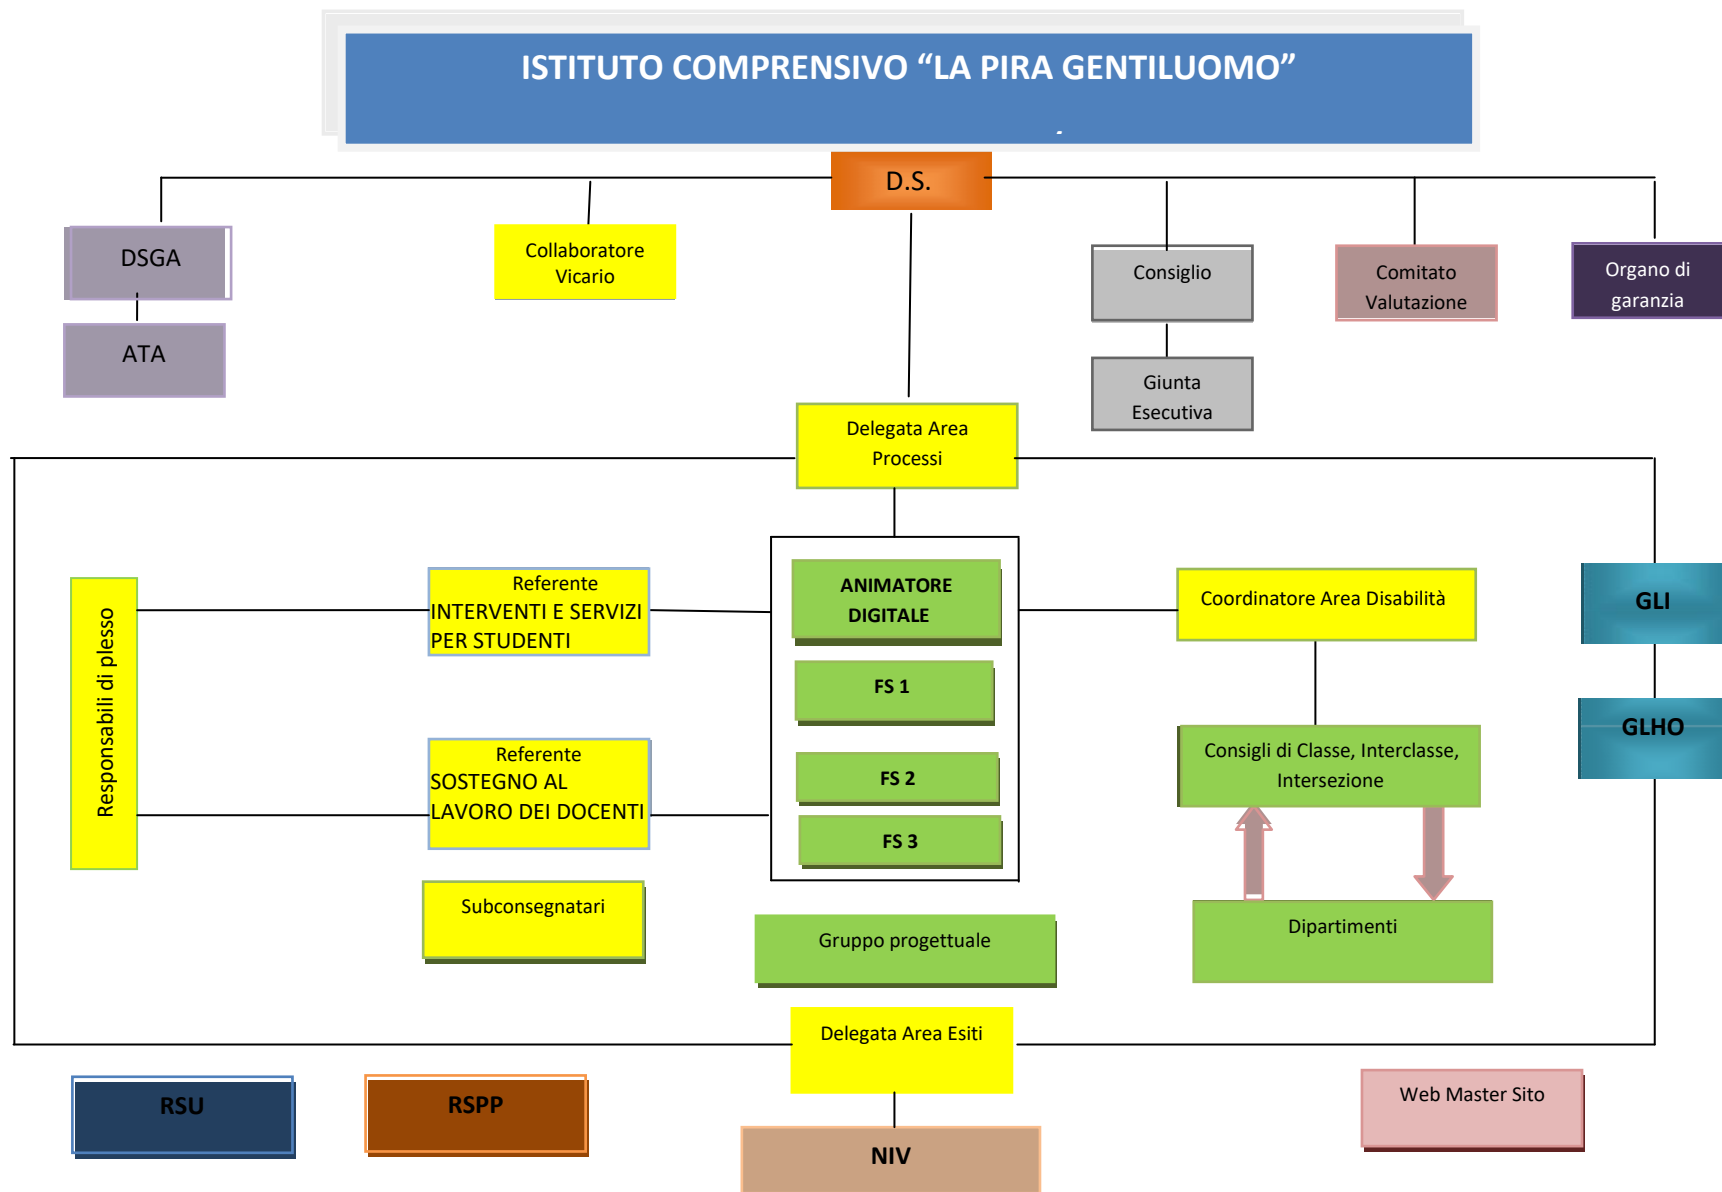 ISTITUTO COMPRENSIVO “LA PIRA GENTILUOMO”
D.S.
DSGA
ATA
Collaboratore
Vicario
Consiglio
Giunta
Esecutiva
Comitato
Valutazione
Organo di
garanzia
Delegata Area
Processi
Responsabili di plesso
Referente
INTERVENTI E SERVIZI
PER STUDENTI
Referente
SOSTEGNO AL
LAVORO DEI DOCENTI
Subconsegnatari
ANIMATORE
DIGITALE
FS 1
FS 2
FS 3
Gruppo progettuale
Coordinatore Area Disabilità
Consigli di Classe, Interclasse,
Intersezione
Dipartimenti
GLI
GLHO
Delegata Area Esiti
RSU
RSPP
NIV
Web Master Sito